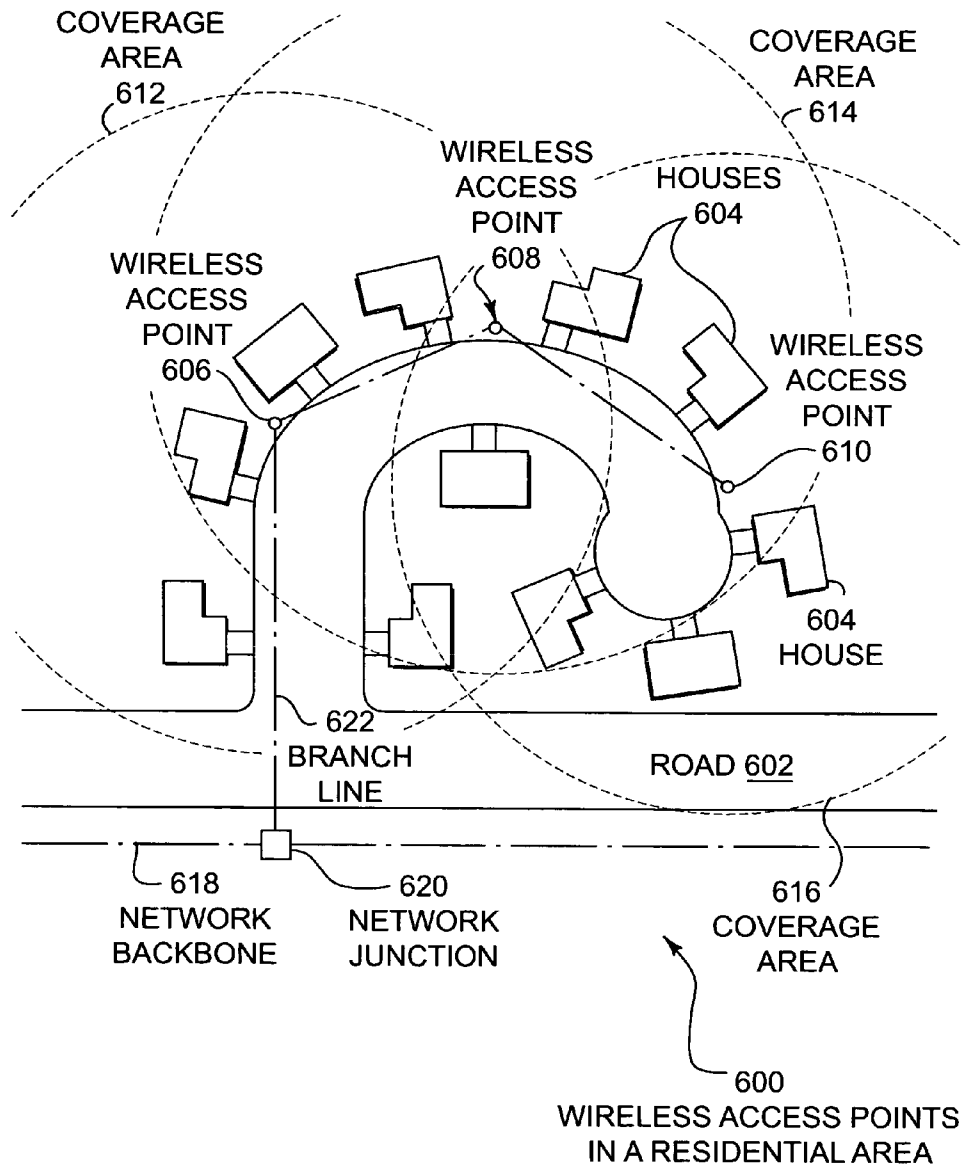 COVERAGE
AREA
612
COVERAGE
AREA
614
WIRELESS
ACCESS
POINT
608
HOUSES
604
WIRELESS
ACCESS
POINT
606
WIRELESS
ACCESS
POINT
610
604
HOUSE
622
BRANCH
LINE
ROAD 602
618
NETWORK
BACKBONE
620
NETWORK
JUNCTION
616
COVERAGE
AREA
600
WIRELESS ACCESS POINTS
IN A RESIDENTIAL AREA